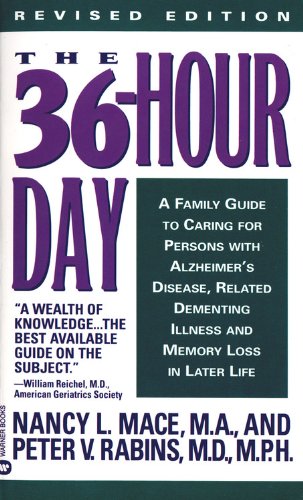 REVISED EDITION
THE
36-HOUR
DAY
A FAMILY GUIDE
TO CARING FOR
PERSONS WITH
ALZHEIMER'S
DISEASE, RELATED
DEMENTING
ILLNESS AND
MEMORY LOSS
IN LATER LIFE
"A WEALTH OF
KNOWLEDGE...THE
BEST AVAILABLE
GUIDE ON THE
SUBJECT."
—William Reichel, M.D.,
American Geriatrics Society
NANCY L. MACE, M.A., AND
PETER V. RABINS, M.D., M.P.H.
WARNER BOOKS